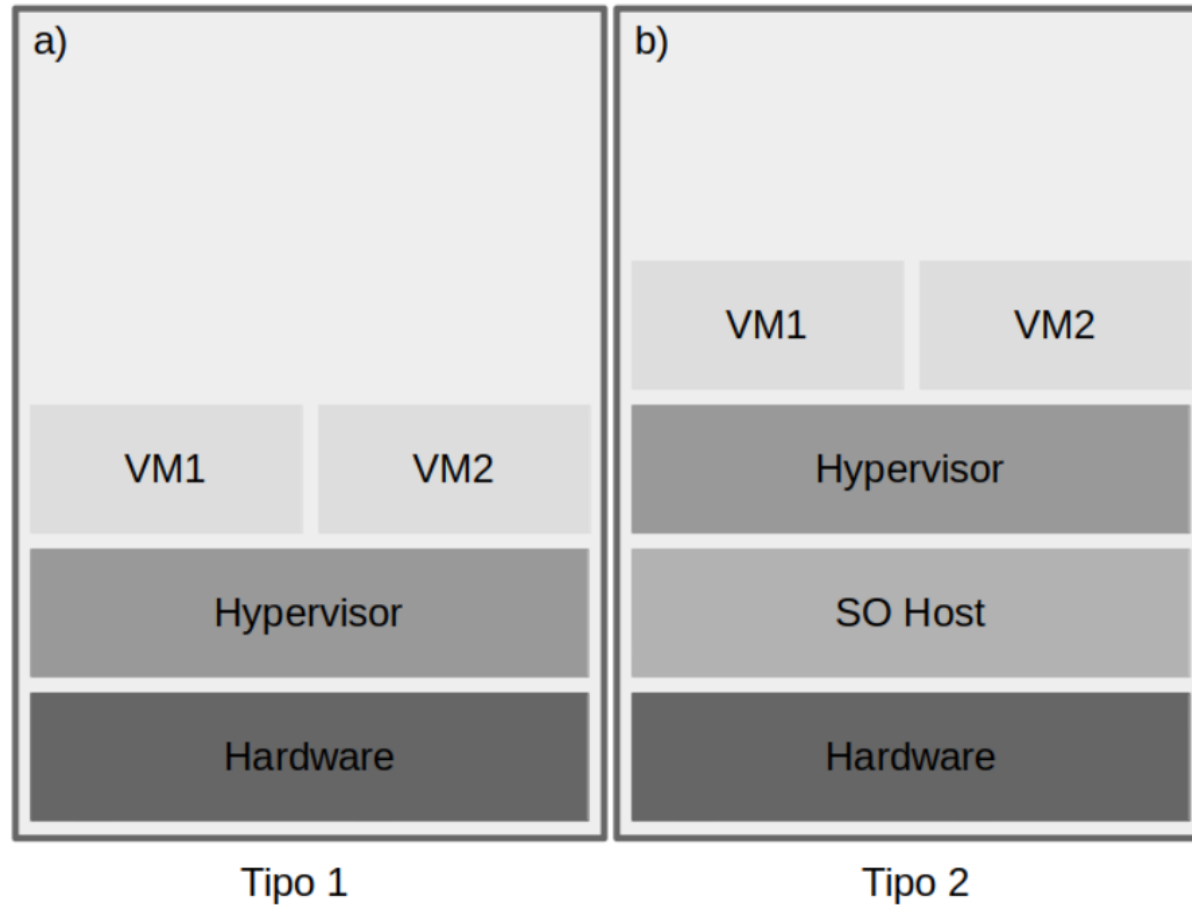 a)
VM1 VM2
Hypervisor
Hardware
Tipo 1
b)
VM1 VM2
Hypervisor
SO Host
Hardware
Tipo 2